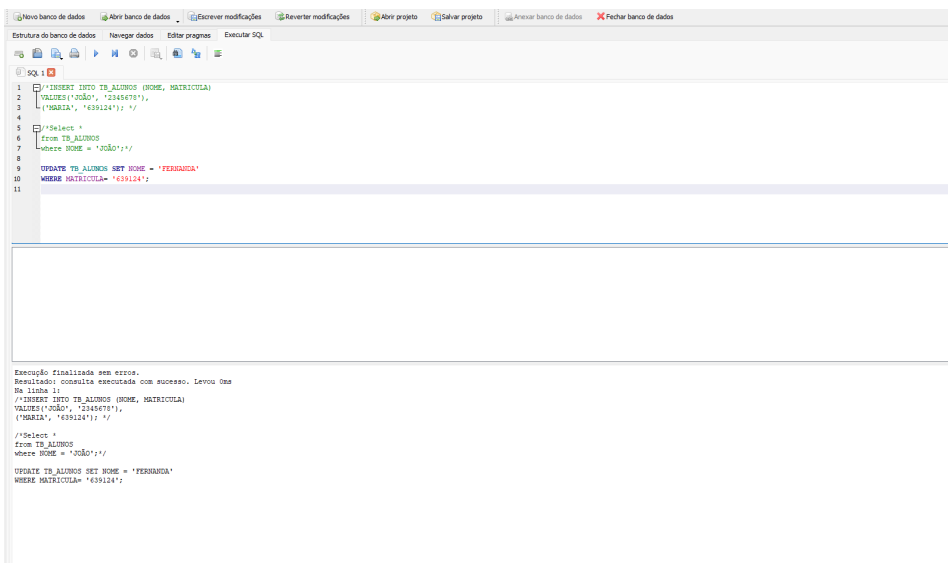 Novo banco de dados Abrir banco de dados Escrever modificações Reverter modificações Abrir projeto Salvar projeto Anexar banco de dados Fechar banco de dados
Estrutura do banco de dados Navegar dados Editar pragmas Executar SQL
SQL 1
1 /*INSERT INTO TB_ALUNOS (NOME, MATRICULA)
2 VALUES('JOÃO', '2345678'),
3 ('MARIA', '639124'); */
4
5 /*Select *
6 from TB_ALUNOS
7 where NOME = 'JOÃO';*/
8
9 UPDATE TB_ALUNOS SET NOME = 'FERNANDA'
10 WHERE MATRICULA= '639124';
11
Execução finalizada sem erros.
Resultado: consulta executada com sucesso. Levou 0ms
Na linha 1:
/*INSERT INTO TB_ALUNOS (NOME, MATRICULA)
VALUES('JOÃO', '2345678'),
('MARIA', '639124'); */
/*Select *
from TB_ALUNOS
where NOME = 'JOÃO';*/
UPDATE TB_ALUNOS SET NOME = 'FERNANDA'
WHERE MATRICULA= '639124';